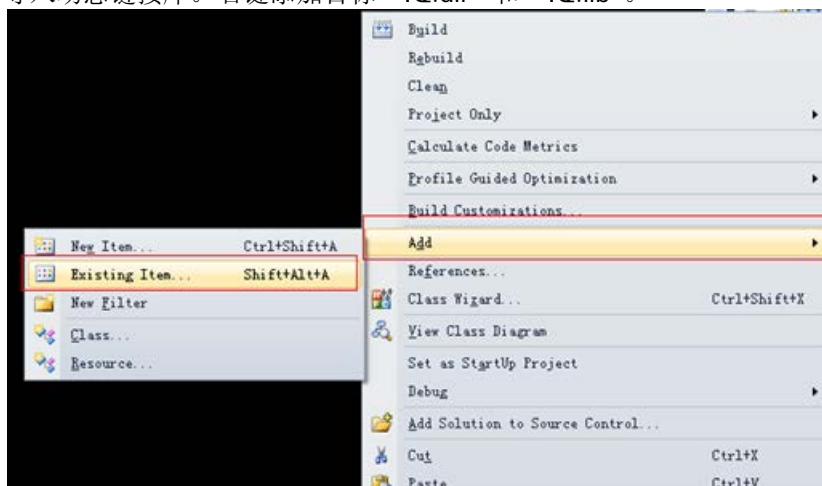 Build
Rebuild
Clean
Project Only
Calculate Code Metrics
Profile Guided Optimization
Build Customizations...
Add
References...
Class Wizard... Ctrl+Shift+X
View Class Diagram
Set as StartUp Project
Debug
Add Solution to Source Control...
Cut Ctrl+X
Paste Ctrl+V
New Item... Ctrl+Shift+A
Existing Item... Shift+Alt+A
New Filter
Class...
Resource...